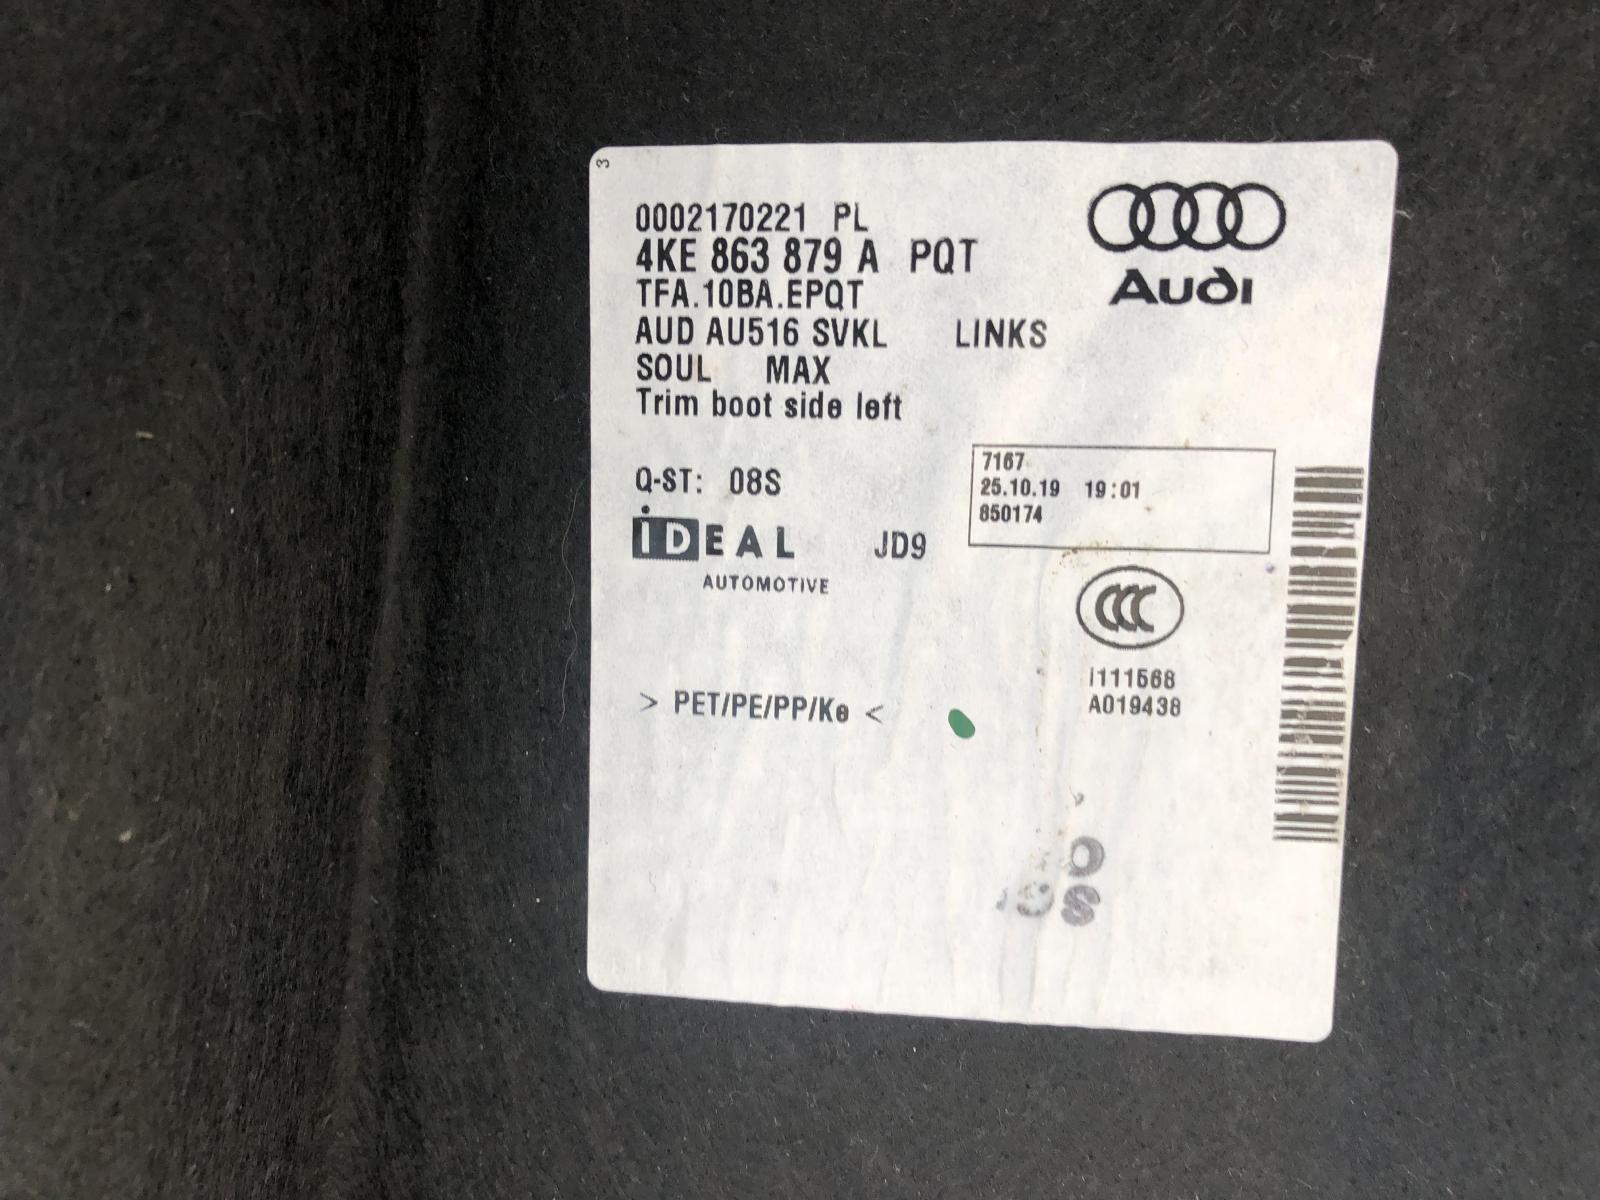 3
0002170221 PL
4KE 863 879 A PQT
TFA.10BA.EPQT
AUD AU516 SVKL LINKS
SOUL MAX
Trim boot side left
Audi
Q-ST: 08S
7167
25.10.19 19:01
850174
iDEAL JD9
AUTOMOTIVE
CCC
I111568
A019438
> PET/PE/PP/Ke <